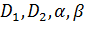 D₁, D₂, α, β